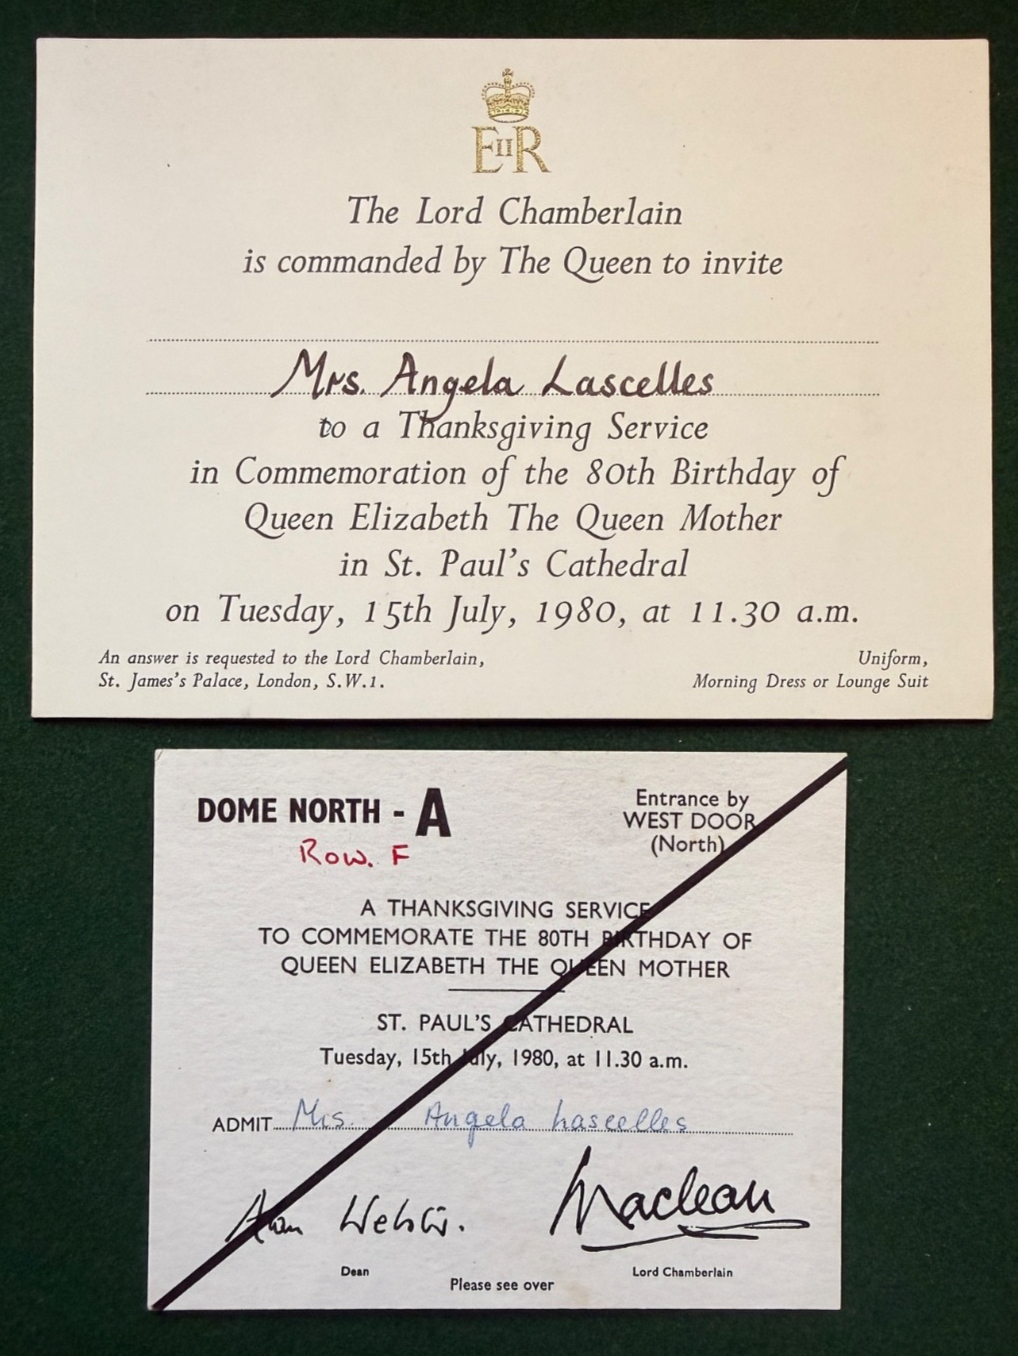 EIIR
The Lord Chamberlain
is commanded by The Queen to invite
Mrs. Angela Lascelles
to a Thanksgiving Service
in Commemoration of the 80th Birthday of
Queen Elizabeth The Queen Mother
in St. Paul's Cathedral
on Tuesday, 15th July, 1980, at 11.30 a.m.
An answer is requested to the Lord Chamberlain,
St. James's Palace, London, S.W.1.
Uniform,
Morning Dress or Lounge Suit
DOME NORTH - A
Row. F
Entrance by
WEST DOOR
(North)
A THANKSGIVING SERVICE
TO COMMEMORATE THE 80TH BIRTHDAY OF
QUEEN ELIZABETH THE QUEEN MOTHER
ST. PAUL'S CATHEDRAL
Tuesday, 15th July, 1980, at 11.30 a.m.
ADMIT Mrs. Angela Lascelles
Alan Webster.
Maclean
Dean
Lord Chamberlain
Please see over